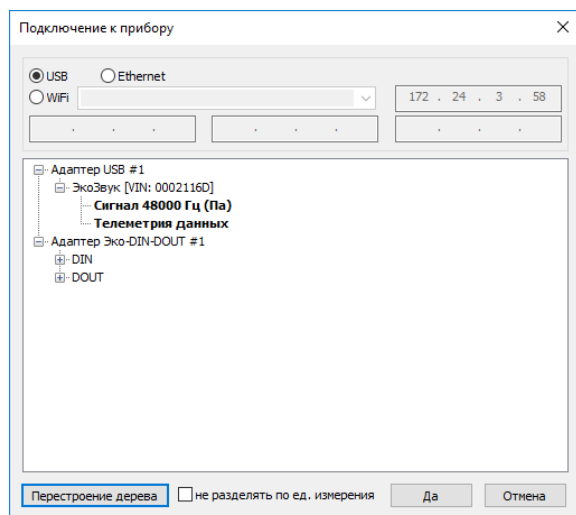 Подключение к прибору
USB Ethernet
WiFi 172 . 24 . 3 . 58
. . . . . . . . .
Адаптер USB #1
ЭкоЗвук [VIN: 0002116D]
Сигнал 48000 Гц (Па)
Телеметрия данных
Адаптер Эко-DIN-DOUT #1
DIN
DOUT
Перестроение дерева не разделять по ед. измерения Да Отмена